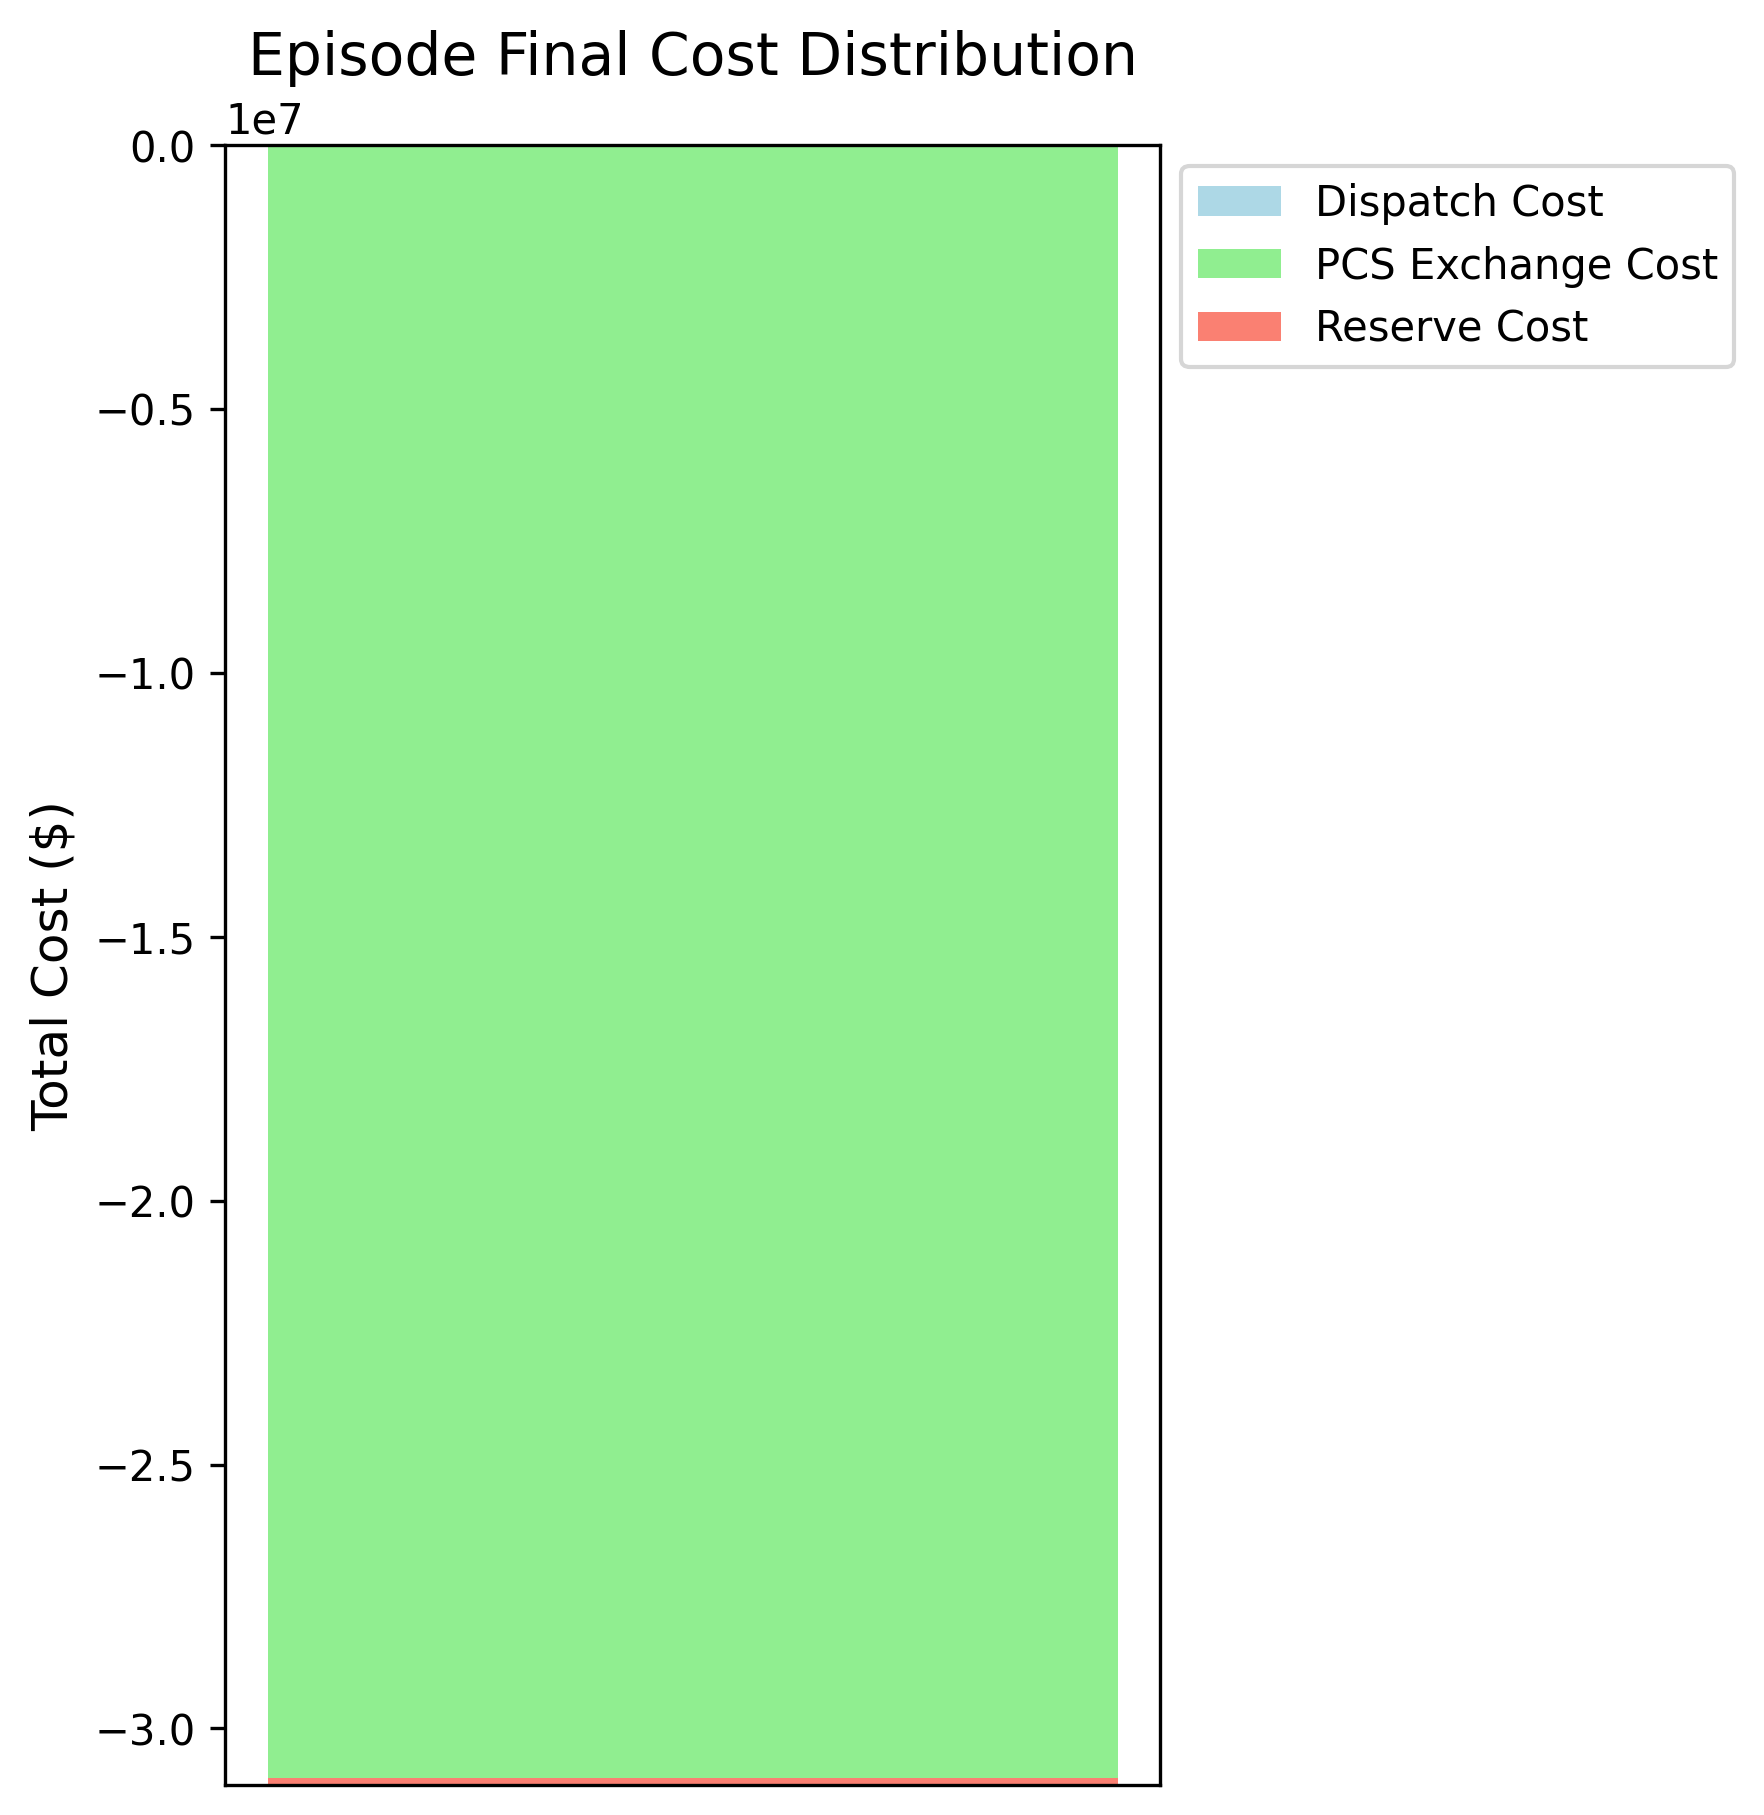 Episode Final Cost Distribution
1e7
0.0
−0.5
−1.0
−1.5
−2.0
−2.5
−3.0
Total Cost ($)
Dispatch Cost
PCS Exchange Cost
Reserve Cost